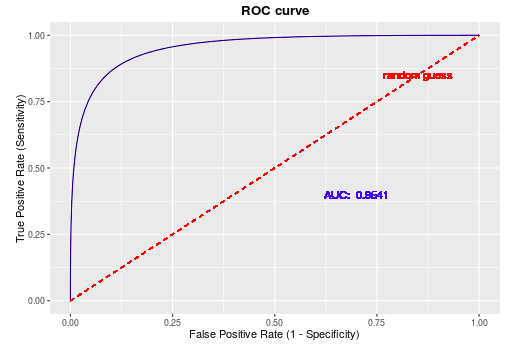 ROC curve
True Positive Rate (Sensitivity)
1.00
0.75
0.50
0.25
0.00
random guess
AUC: 0.9541
0.00 0.25 0.50 0.75 1.00
False Positive Rate (1 - Specificity)